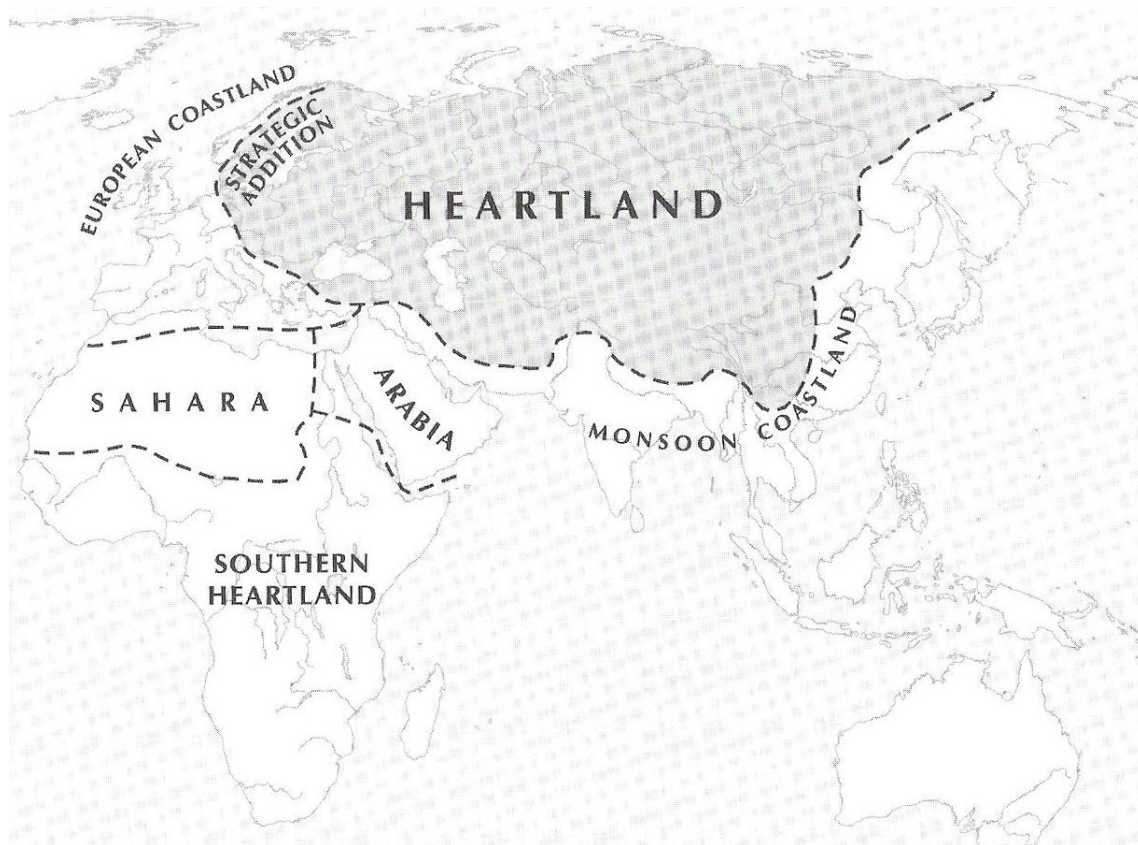 EUROPEAN COASTLAND
STRATEGIC
ADDITION
HEARTLAND
SAHARA
ARABIA
MONSOON COASTLAND
SOUTHERN
HEARTLAND